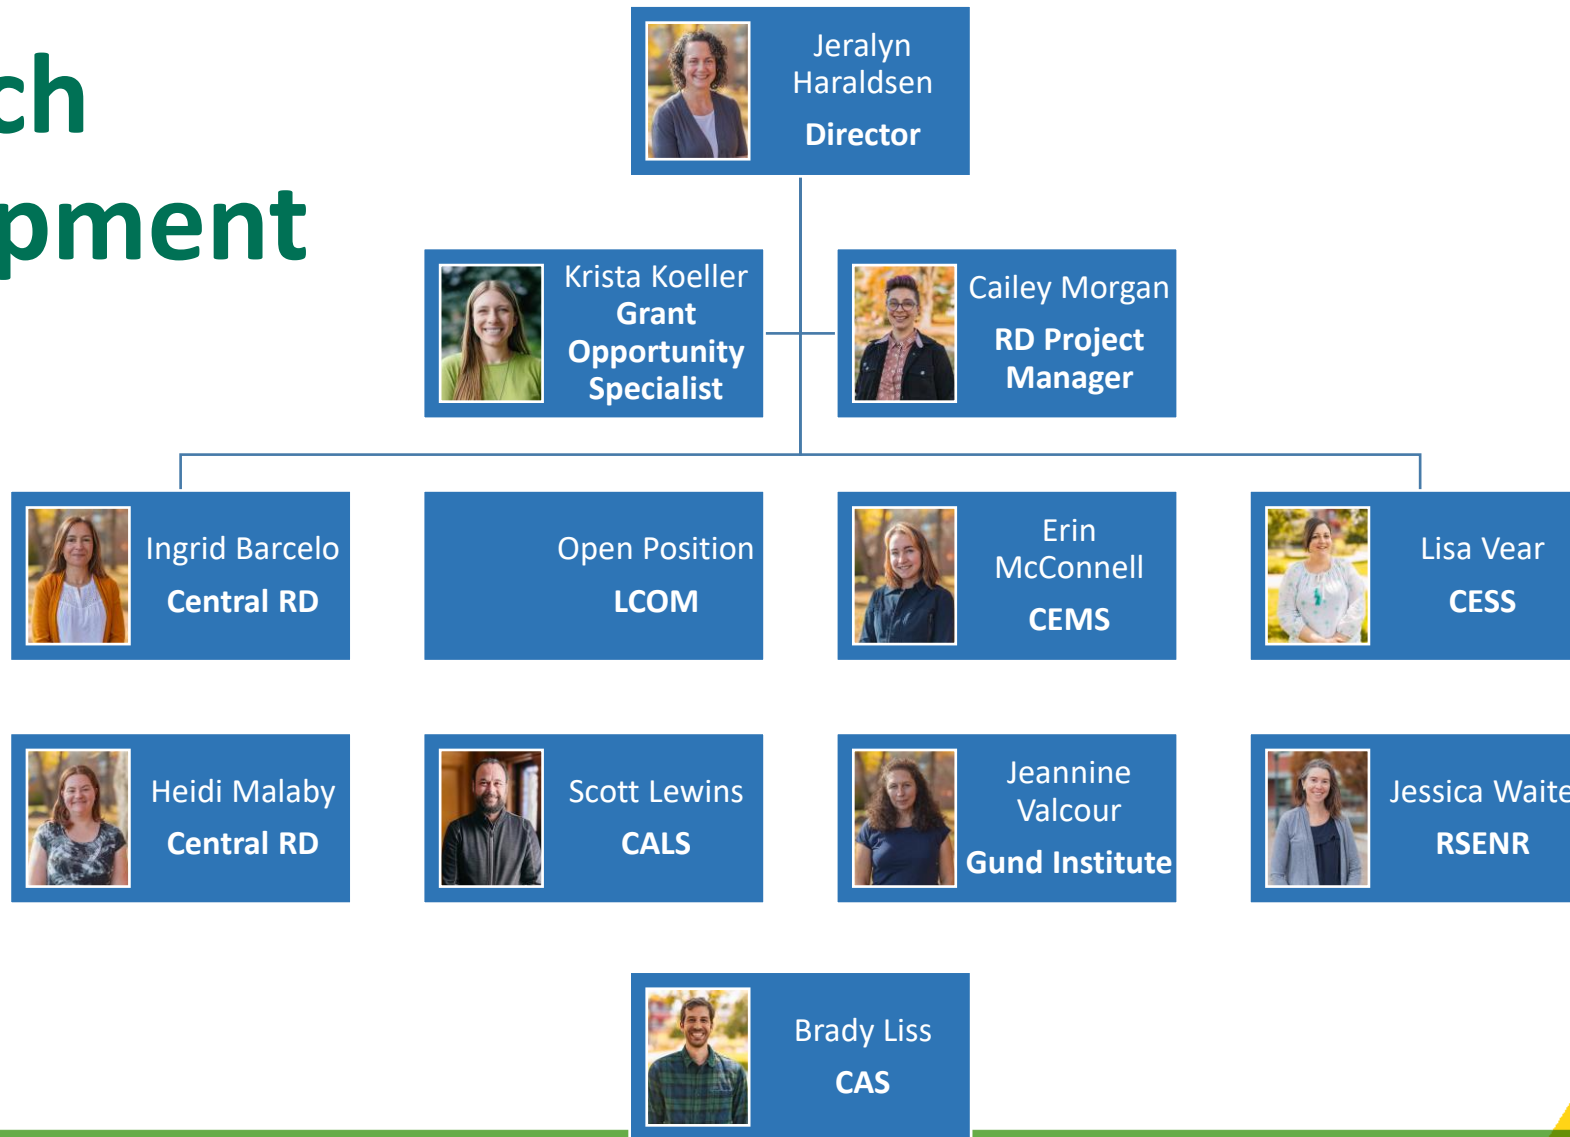 ch
pment
Jeralyn
Haraldsen
Director
Krista Koeller
Grant
Opportunity
Specialist
Cailey Morgan
RD Project
Manager
Ingrid Barcelo
Central RD
Open Position
LCOM
Erin
McConnell
CEMS
Lisa Vear
CESS
Heidi Malaby
Central RD
Scott Lewins
CALS
Jeannine
Valcour
Gund Institute
Jessica Waite
RSENR
Brady Liss
CAS